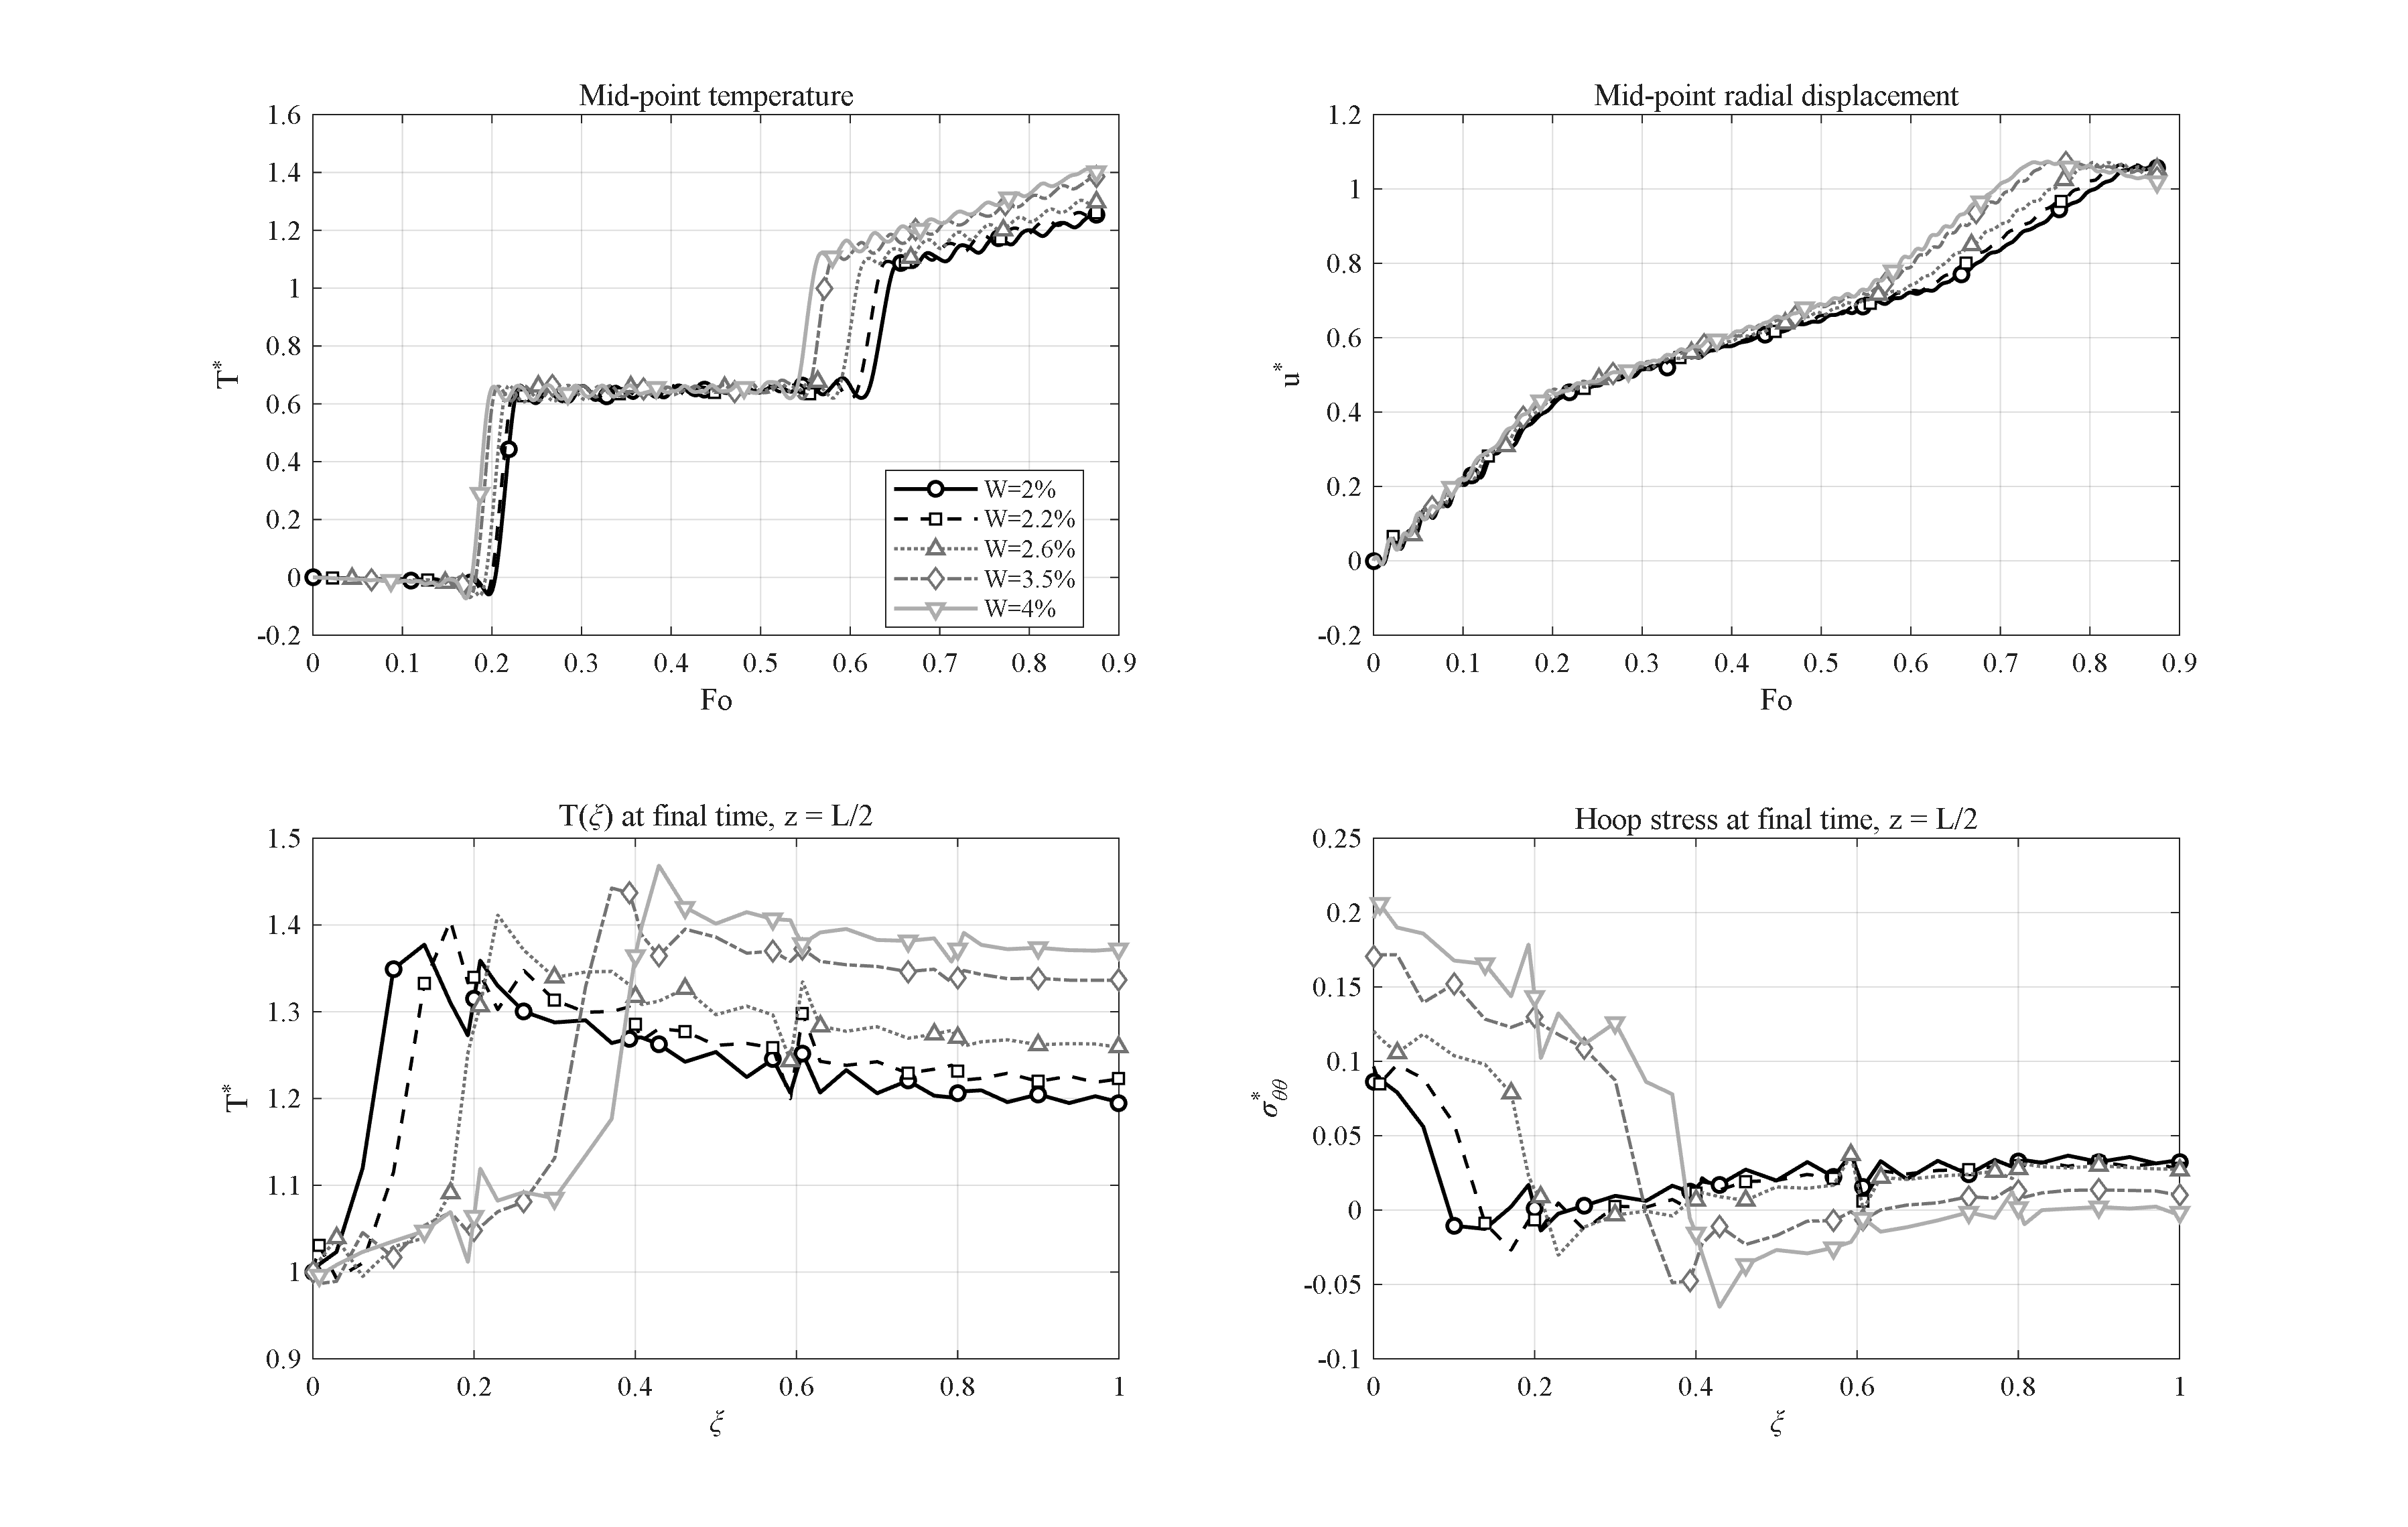 Mid-point temperature
1.6
1.4
1.2
1
0.8
0.6
0.4
0.2
0
-0.2
T*
0 0.1 0.2 0.3 0.4 0.5 0.6 0.7 0.8 0.9
Fo
W=2%
W=2.2%
W=2.6%
W=3.5%
W=4%
Mid-point radial displacement
1.2
1
0.8
0.6
0.4
0.2
0
-0.2
u*
0 0.1 0.2 0.3 0.4 0.5 0.6 0.7 0.8 0.9
Fo
T(ξ) at final time, z = L/2
1.5
1.4
1.3
1.2
1.1
1
0.9
T*
0 0.2 0.4 0.6 0.8 1
ξ
Hoop stress at final time, z = L/2
0.25
0.2
0.15
0.1
0.05
0
-0.05
-0.1
σ*θθ
0 0.2 0.4 0.6 0.8 1
ξ